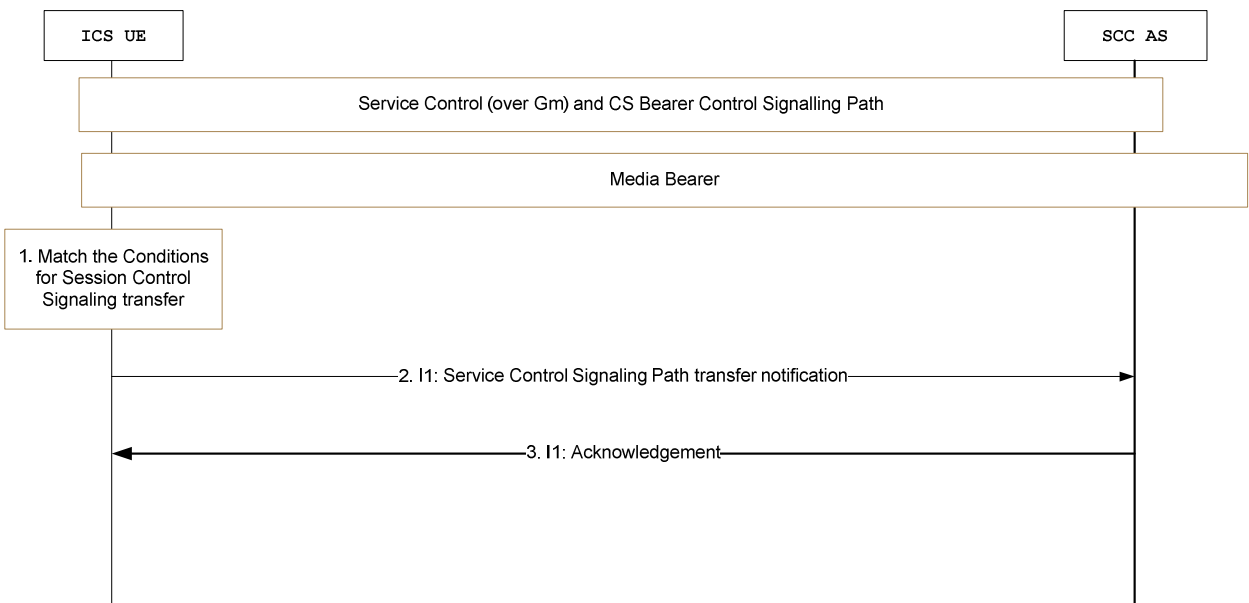 ICS UE
SCC AS
Service Control (over Gm) and CS Bearer Control Signalling Path
Media Bearer
1. Match the Conditions
for Session Control
Signaling transfer
2. I1: Service Control Signaling Path transfer notification
3. I1: Acknowledgement